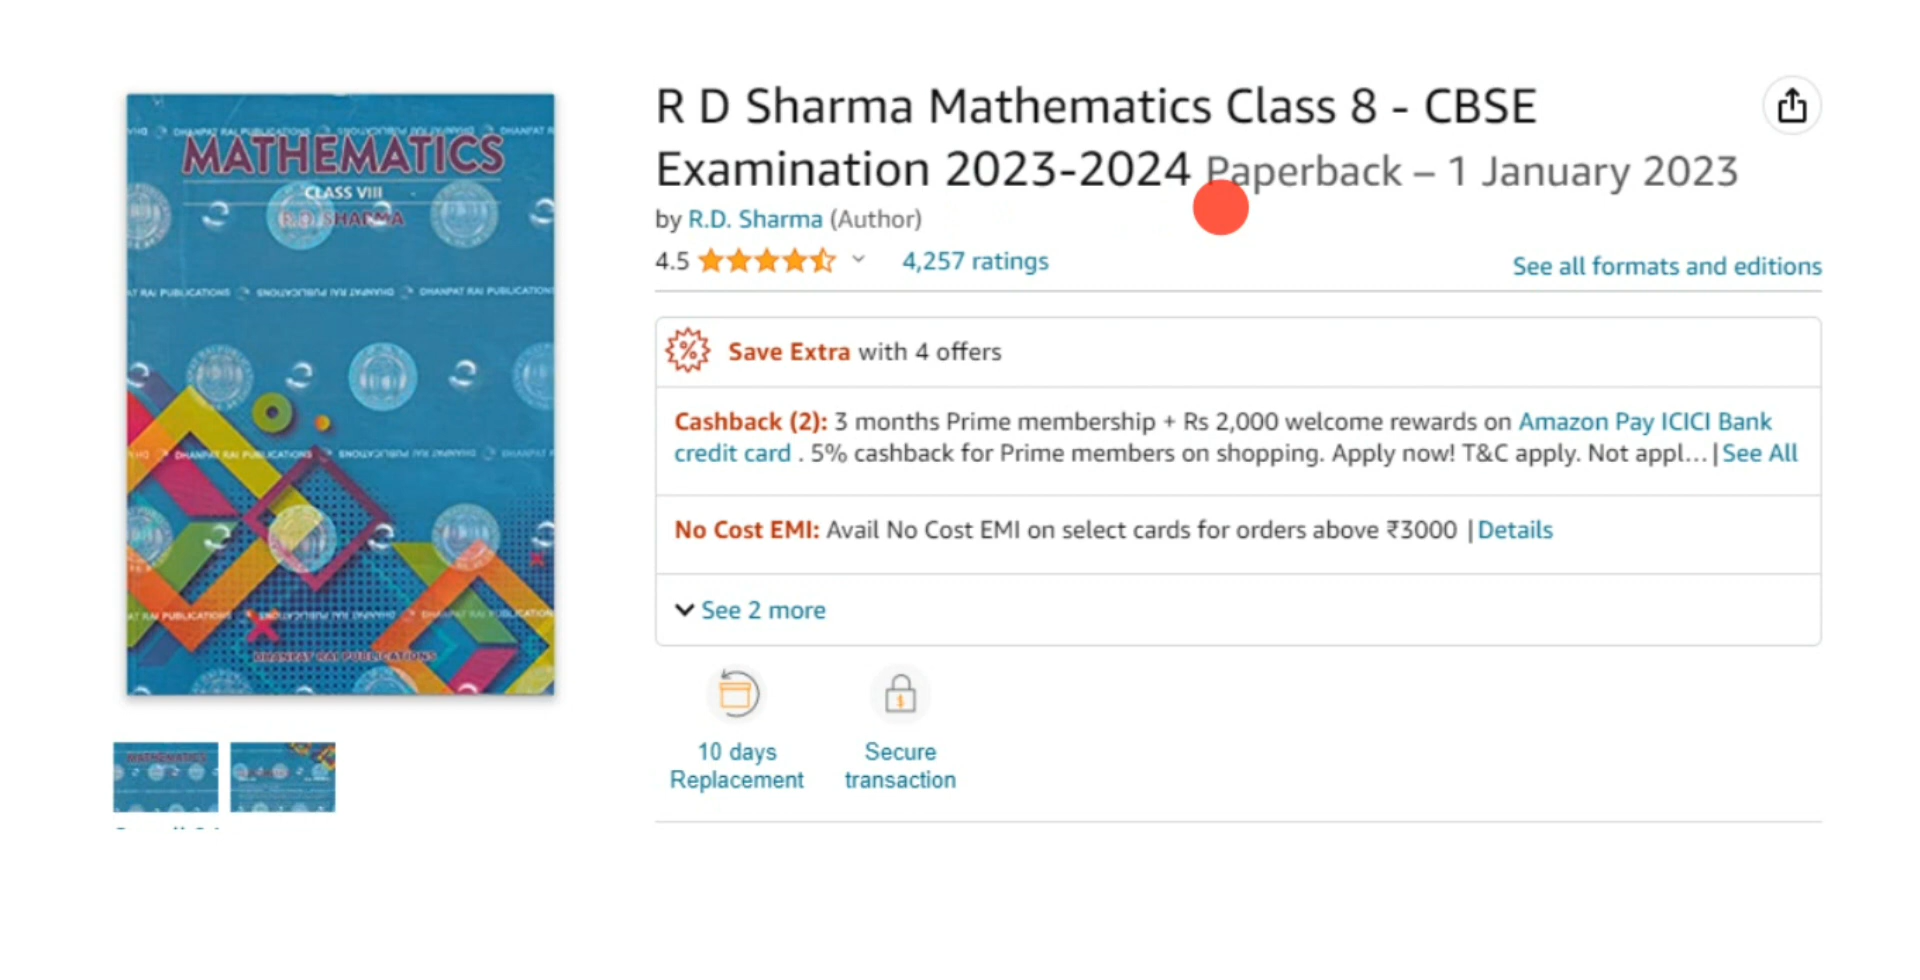 MATHEMATICS
CLASS VIII
R.D. SHARMA
DHANPAT RAI PUBLICATIONS
R D Sharma Mathematics Class 8 - CBSE
Examination 2023-2024 Paperback – 1 January 2023
by R.D. Sharma (Author)
4.5 4,257 ratings
See all formats and editions
% Save Extra with 4 offers
Cashback (2): 3 months Prime membership + Rs 2,000 welcome rewards on Amazon Pay ICICI Bank
credit card . 5% cashback for Prime members on shopping. Apply now! T&C apply. Not appl... | See All
No Cost EMI: Avail No Cost EMI on select cards for orders above ₹3000 | Details
See 2 more
10 days
Replacement
Secure
transaction